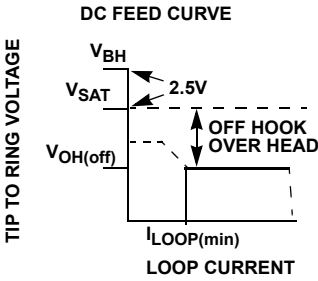 DC FEED CURVE
TIP TO RING VOLTAGE
VBH
2.5V
VSAT
OFF HOOK
OVER HEAD
VOH(off)
ILOOP(min)
LOOP CURRENT